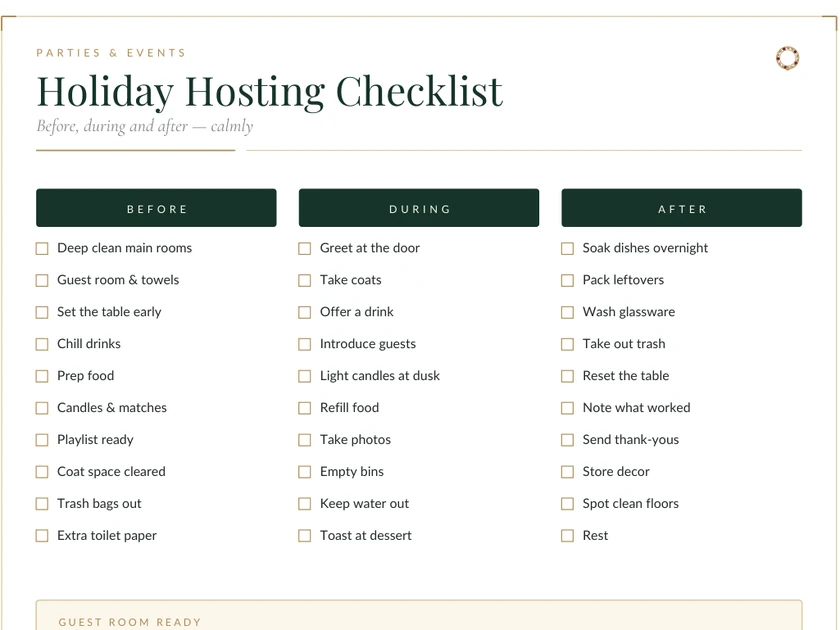 PARTIES & EVENTS
Holiday Hosting Checklist
Before, during and after — calmly
BEFORE
Deep clean main rooms
Guest room & towels
Set the table early
Chill drinks
Prep food
Candles & matches
Playlist ready
Coat space cleared
Trash bags out
Extra toilet paper
DURING
Greet at the door
Take coats
Offer a drink
Introduce guests
Light candles at dusk
Refill food
Take photos
Empty bins
Keep water out
Toast at dessert
AFTER
Soak dishes overnight
Pack leftovers
Wash glassware
Take out trash
Reset the table
Note what worked
Send thank-yous
Store decor
Spot clean floors
Rest
GUEST ROOM READY